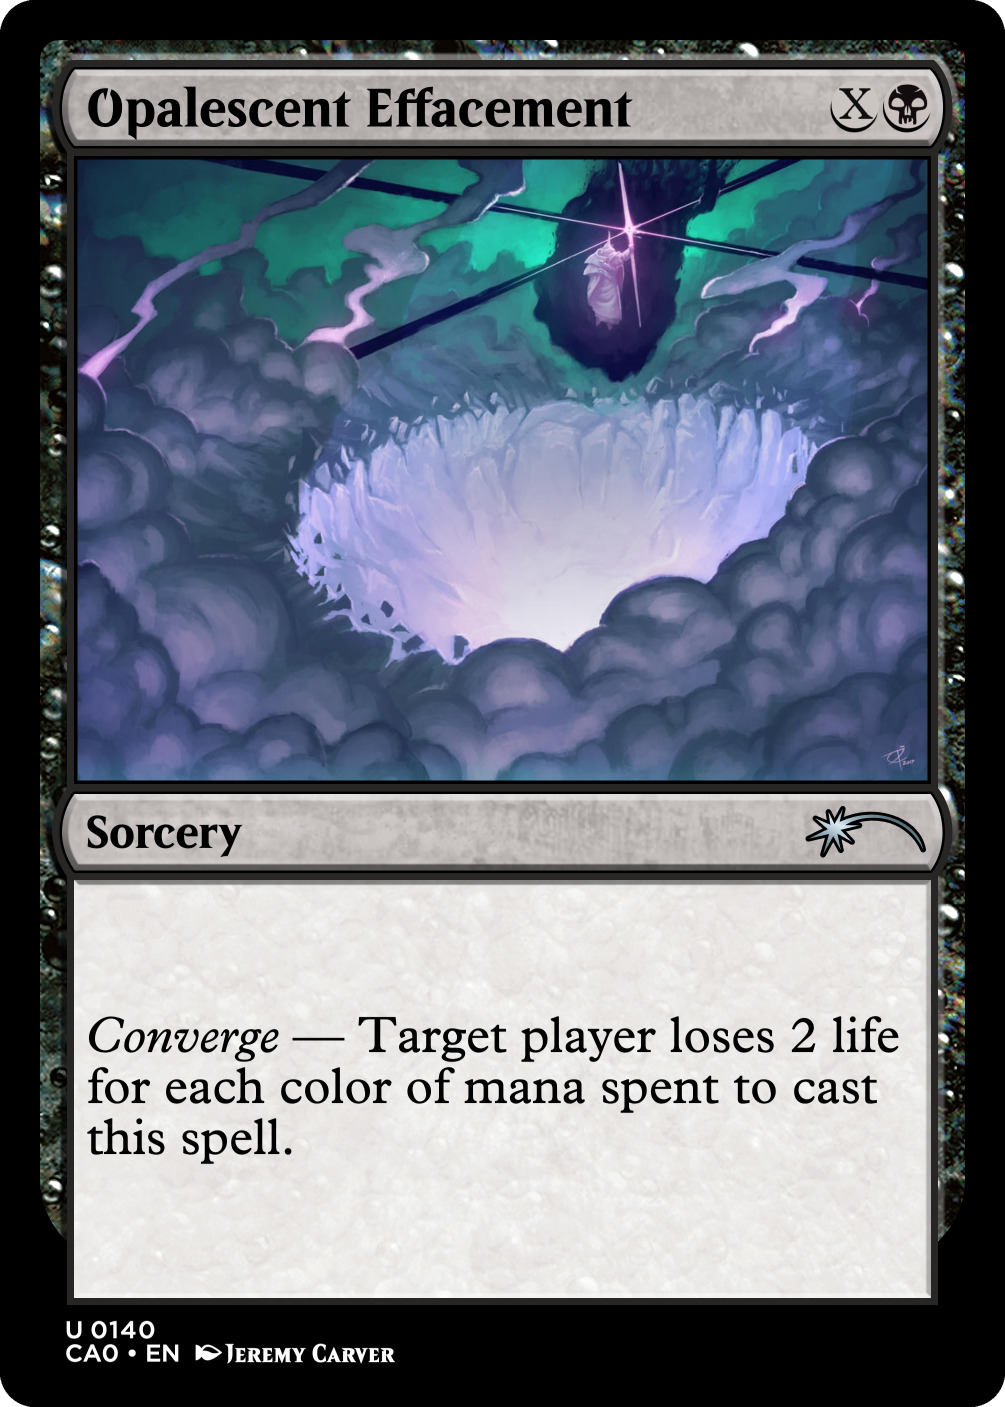 Opalescent Effacement X
Sorcery
Converge — Target player loses 2 life
for each color of mana spent to cast
this spell.
U 0140
CAO • EN Jeremy Carver